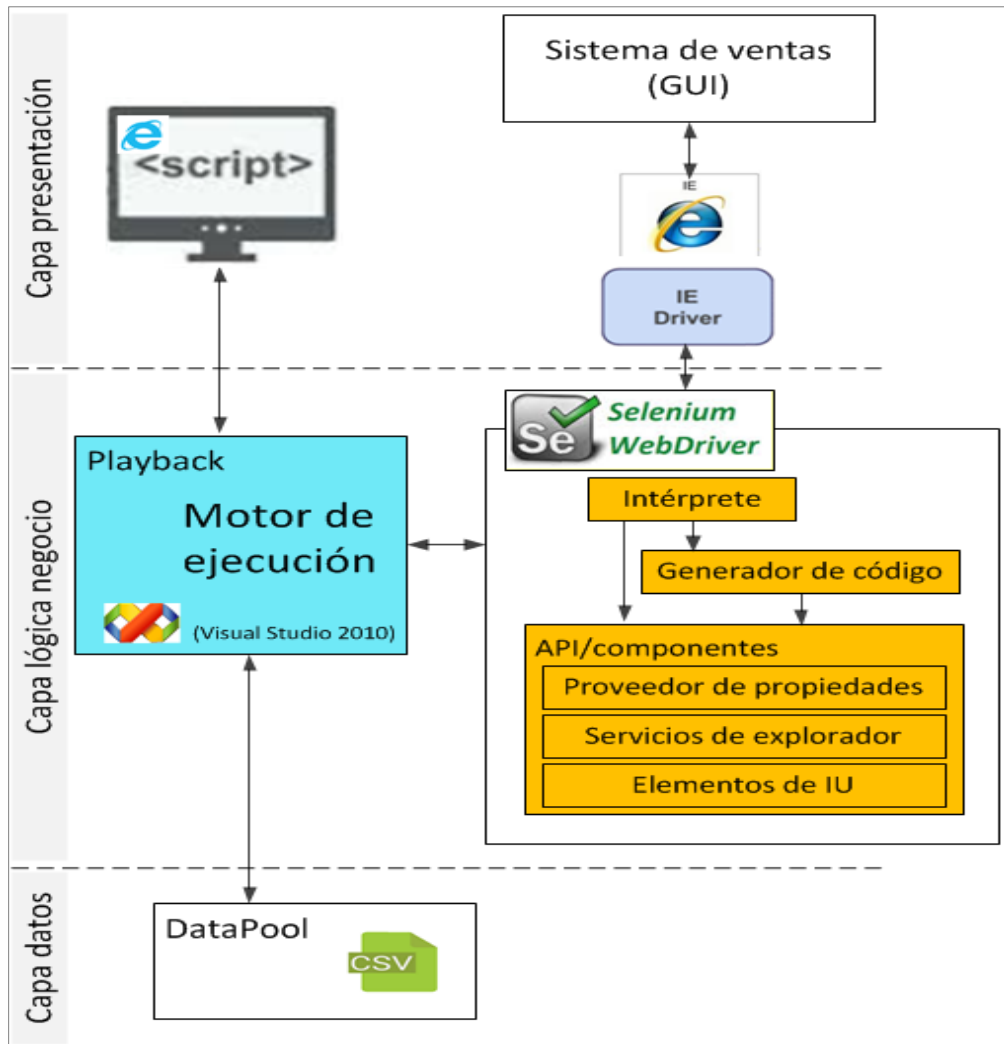 Capa presentación
<script>
Sistema de ventas
(GUI)
IE
IE
Driver
Capa lógica negocio
Playback
Motor de
ejecución
(Visual Studio 2010)
Se
Selenium
WebDriver
Intérprete
Generador de código
API/componentes
Proveedor de propiedades
Servicios de explorador
Elementos de IU
Capa datos
DataPool
CSV